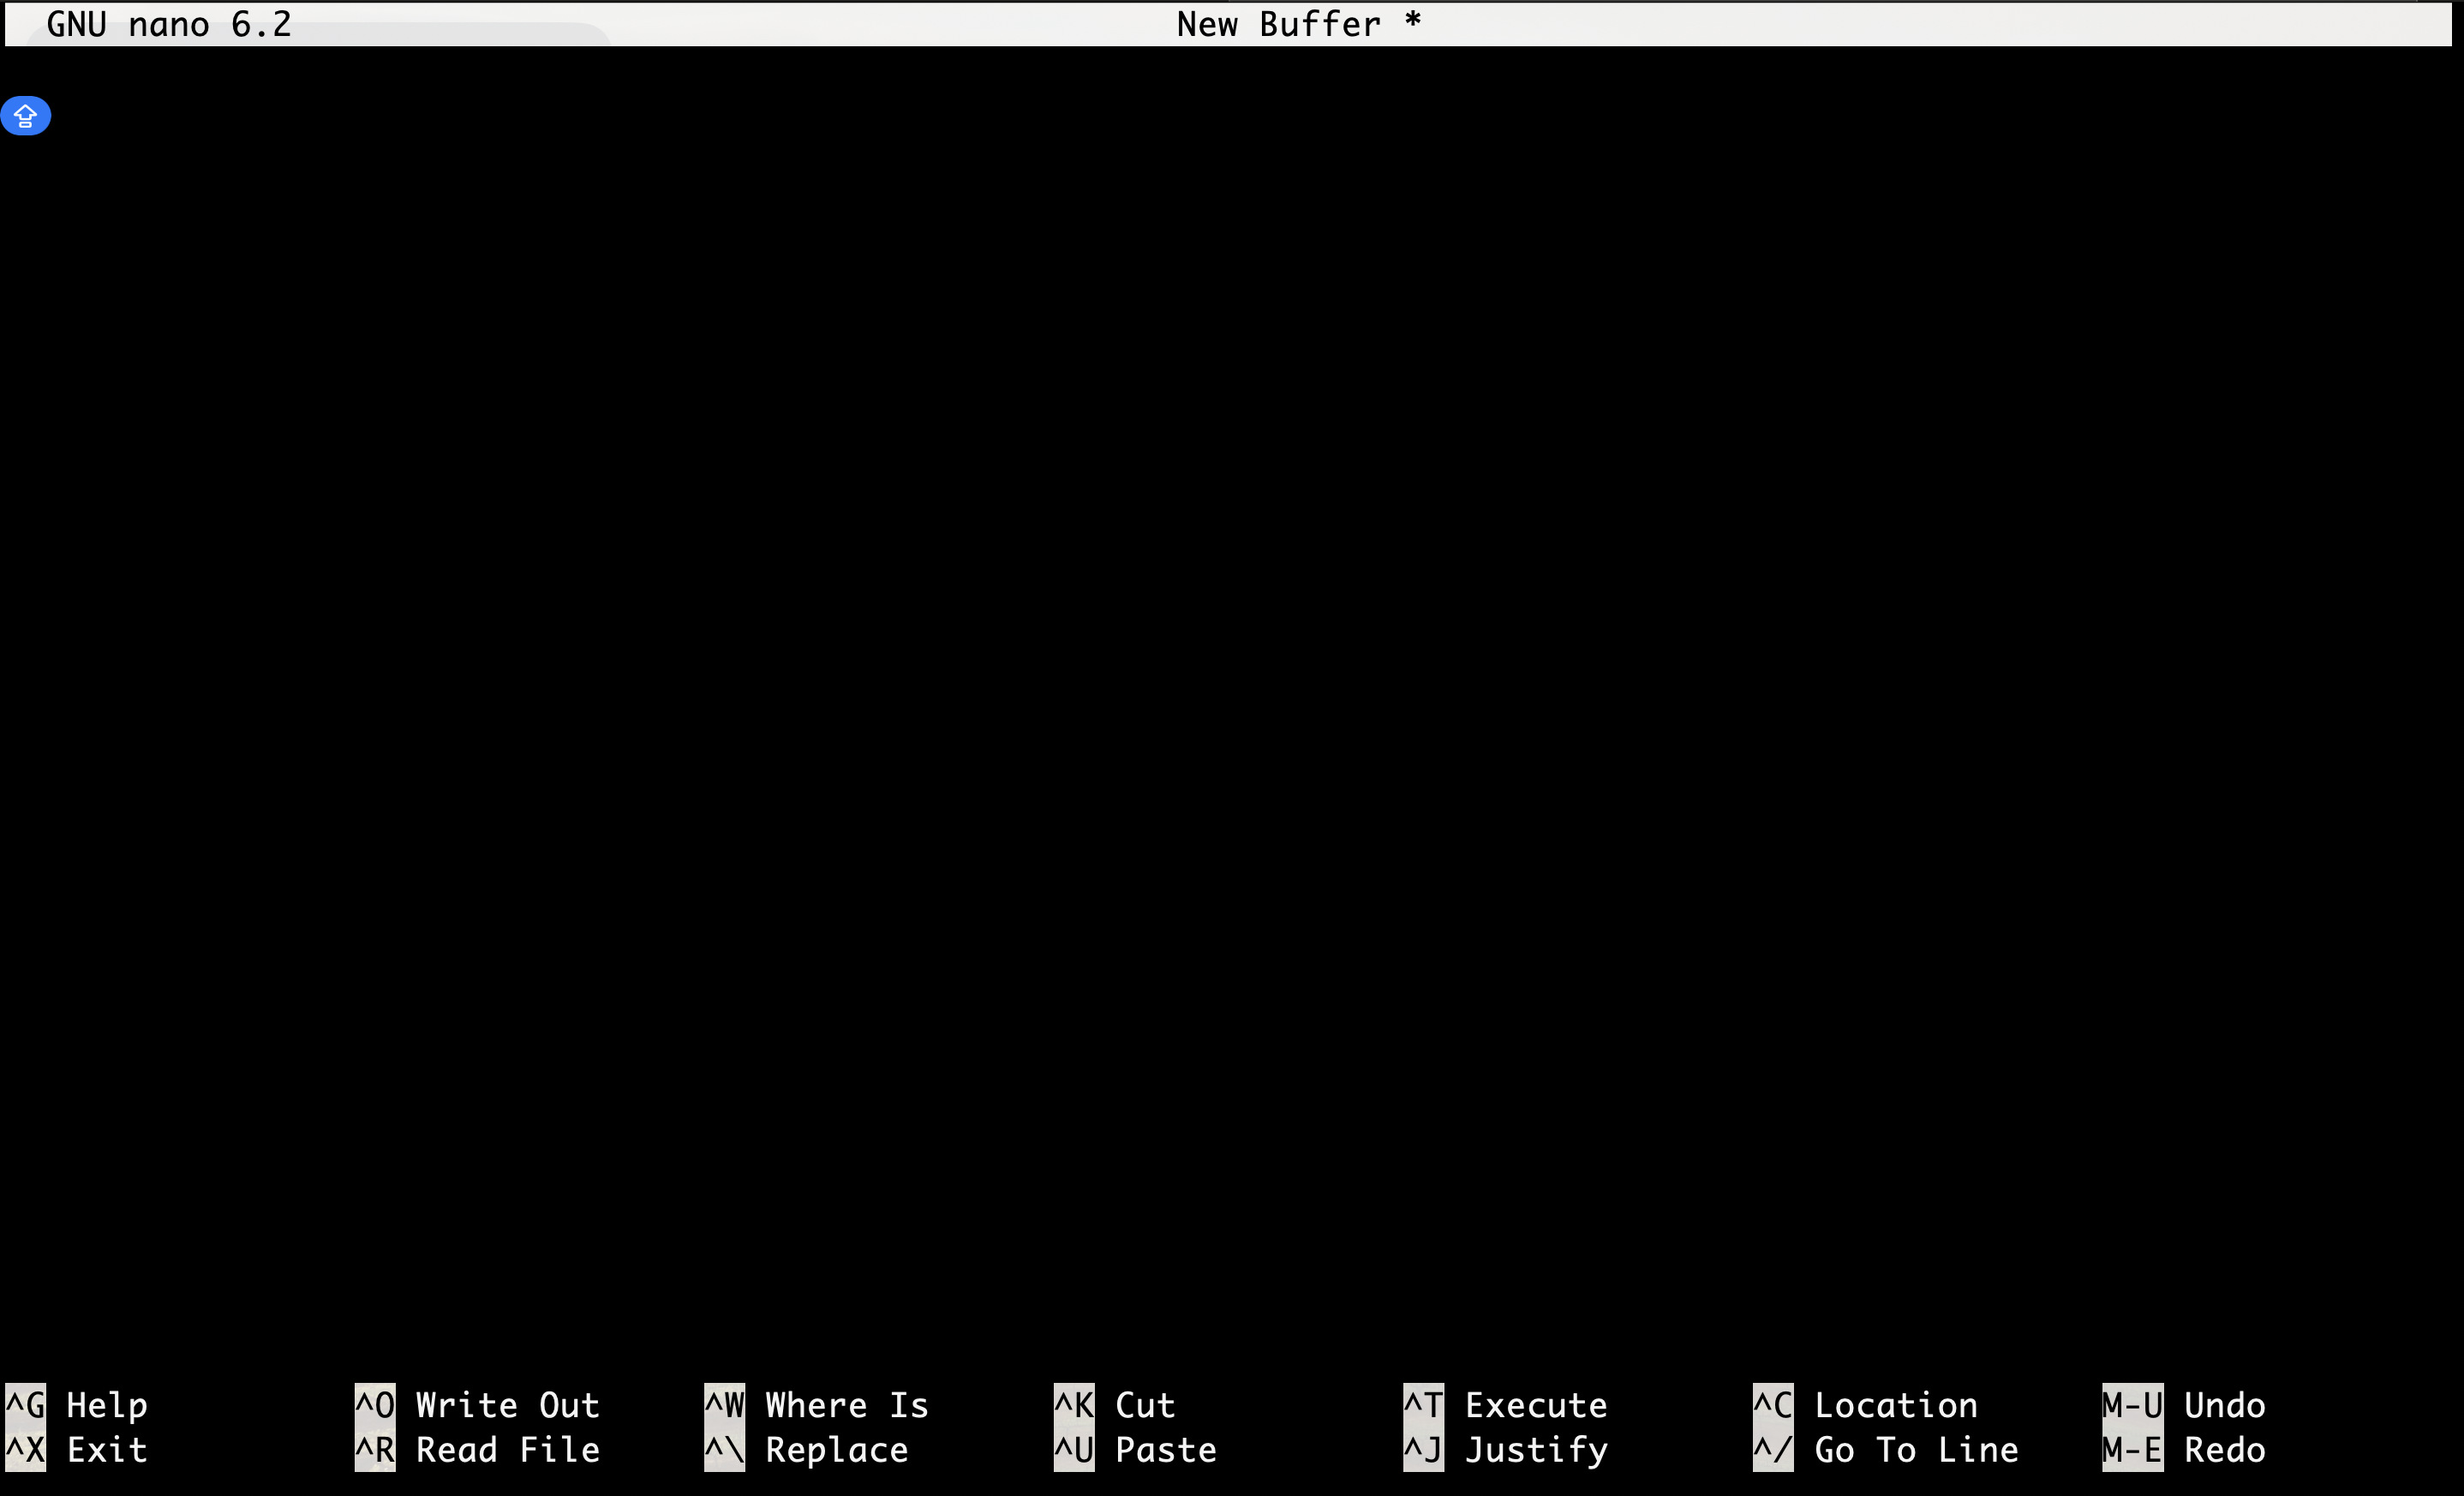 GNU nano 6.2 New Buffer *
^G Help ^O Write Out ^W Where Is ^K Cut ^T Execute ^C Location M-U Undo
^X Exit ^R Read File ^\ Replace ^U Paste ^J Justify ^/ Go To Line M-E Redo